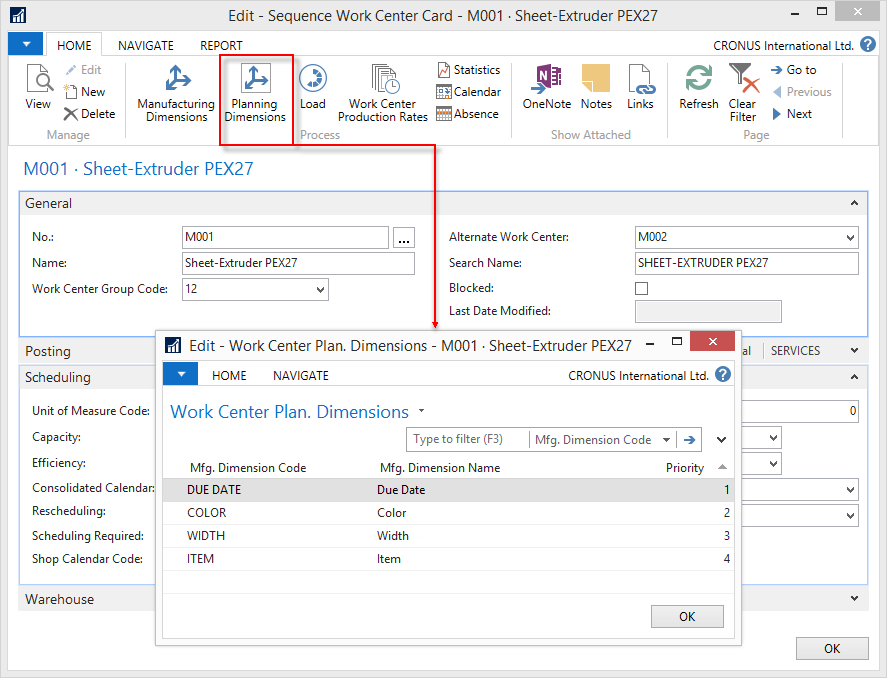 Edit - Sequence Work Center Card - M001 · Sheet-Extruder PEX27
HOME NAVIGATE REPORT CRONUS International Ltd. ?
View Edit New Delete
Manage
Manufacturing Dimensions Planning Dimensions Load Work Center Production Rates Statistics Calendar Absence
Process
OneNote Notes Links
Show Attached
Refresh Clear Filter Go to Previous Next
Page
M001 · Sheet-Extruder PEX27
General
No.: M001 ... Alternate Work Center: M002
Name: Sheet-Extruder PEX27 Search Name: SHEET-EXTRUDER PEX27
Work Center Group Code: 12 Blocked:
Last Date Modified:
Posting SERVICES
Scheduling
Unit of Measure Code: 0
Capacity:
Efficiency:
Consolidated Calendar:
Rescheduling:
Scheduling Required:
Shop Calendar Code:
Warehouse
OK
Edit - Work Center Plan. Dimensions - M001 · Sheet-Extruder PEX27
HOME NAVIGATE CRONUS International Ltd. ?
Work Center Plan. Dimensions
Type to filter (F3) Mfg. Dimension Code
Mfg. Dimension Code Mfg. Dimension Name Priority
DUE DATE Due Date 1
COLOR Color 2
WIDTH Width 3
ITEM Item 4
OK